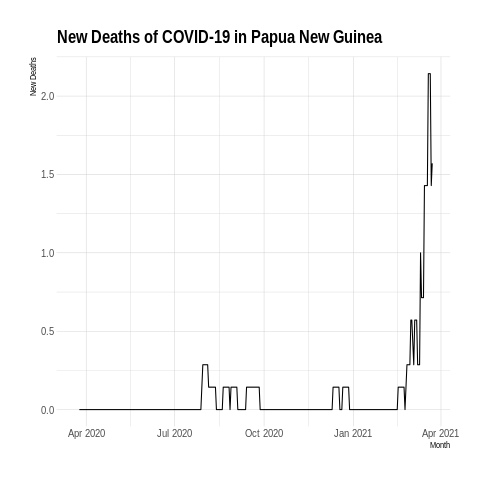 New Deaths of COVID-19 in Papua New Guinea
New Deaths
2.0
1.5
1.0
0.5
0.0
Apr 2020 Jul 2020 Oct 2020 Jan 2021 Apr 2021
Month